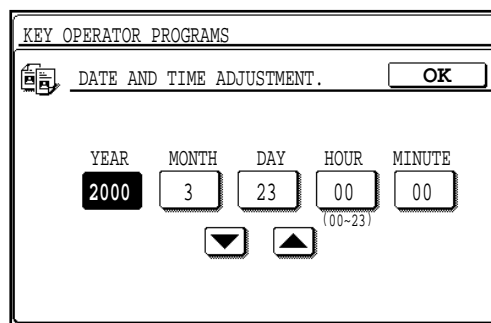 KEY OPERATOR PROGRAMS
DATE AND TIME ADJUSTMENT. OK
YEAR MONTH DAY HOUR MINUTE
2000 3 23 00 00
(00~23)